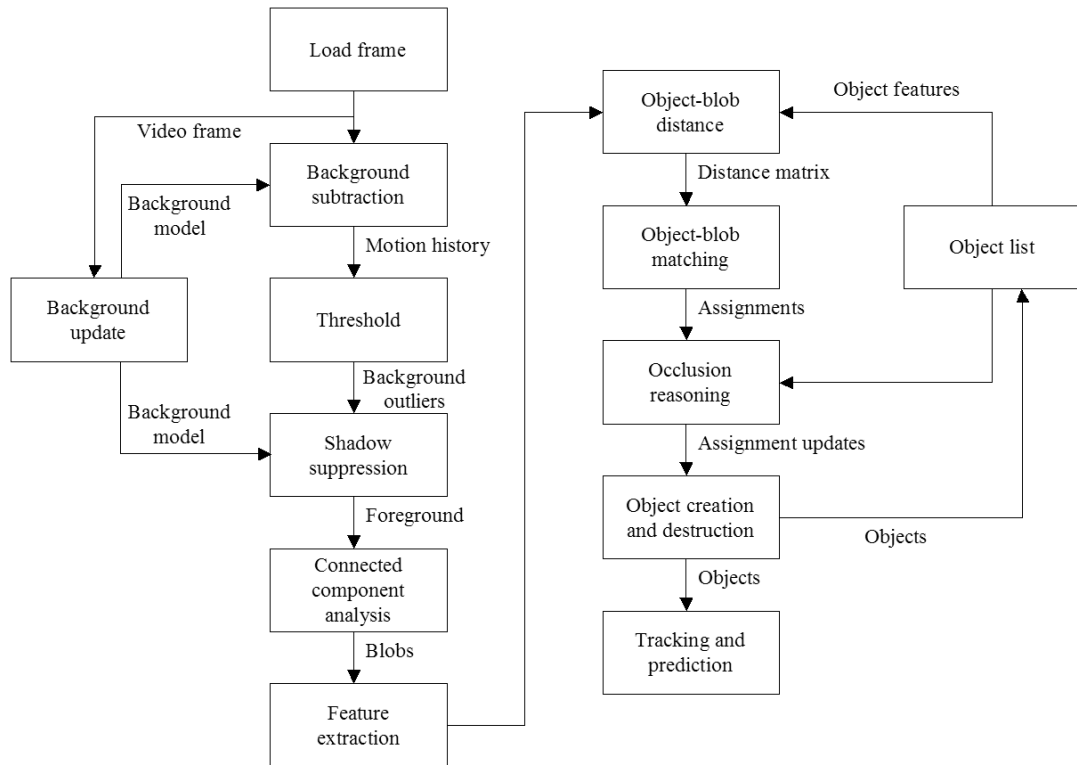 Load frame
Video frame
Background
subtraction
Background
model
Motion history
Background
update
Threshold
Background
outliers
Background
model
Shadow
suppression
Foreground
Connected
component
analysis
Blobs
Feature
extraction
Object-blob
distance
Object features
Distance matrix
Object-blob
matching
Object list
Assignments
Occlusion
reasoning
Assignment updates
Object creation
and destruction
Objects
Objects
Tracking and
prediction